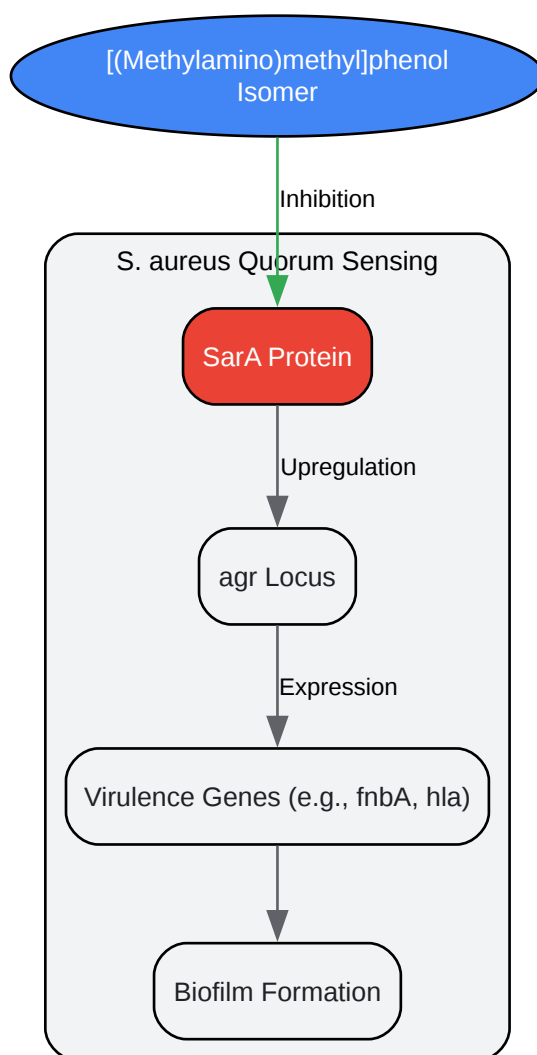 [(Methylamino)methyl]phenol
Isomer
Inhibition
S. aureus Quorum Sensing
SarA Protein
Upregulation
agr Locus
Expression
Virulence Genes (e.g., fnbA, hla)
Biofilm Formation